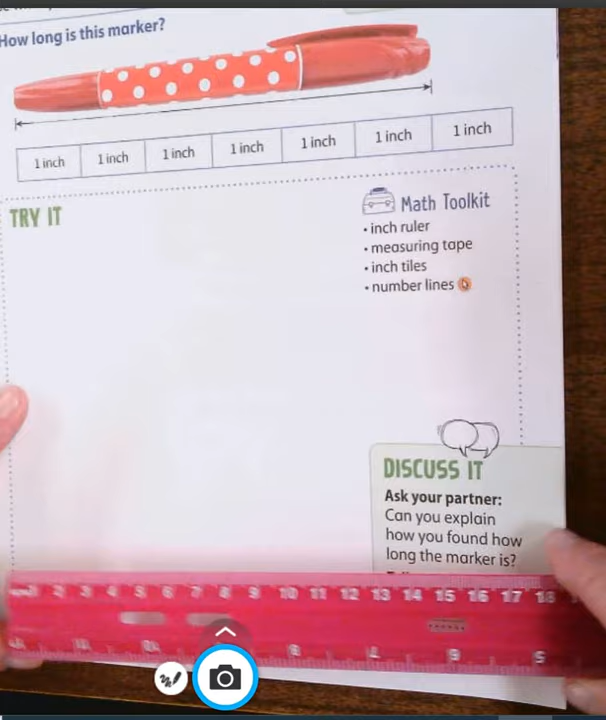 How long is this marker?
1 inch 1 inch 1 inch 1 inch 1 inch 1 inch 1 inch
TRY IT
Math Toolkit
• inch ruler
• measuring tape
• inch tiles
• number lines
DISCUSS IT
Ask your partner:
Can you explain
how you found how
long the marker is?
2 3 4 5 6 7 8 9 10 11 12 13 14 15 16 17 18